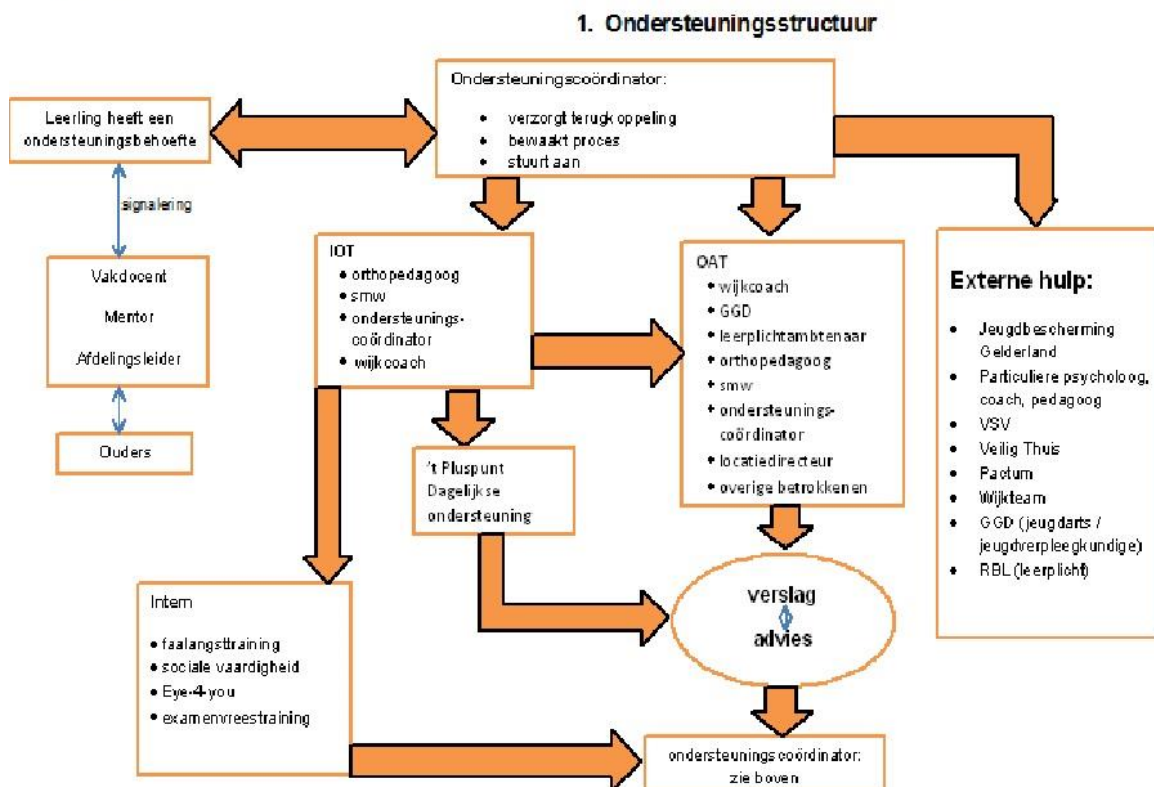 1. Ondersteuningsstructuur
Ondersteuningscoördinator:
• verzorgt terugkoppeling
• bewaakt proces
• stuurt aan
Leerling heeft een
ondersteuningsbehoefte
signalering
Vakdocent
Mentor
Afdelingsleider
Ouders
IOT
• orthopedagoog
• smw
• ondersteunings-
coördinator
• wijkcoach
OAT
• wijkcoach
• GGD
• leerplichtambtenaar
• orthopedagoog
• smw
• ondersteunings-
coördinator
• locatiedirecteur
• overige betrokkenen
Externe hulp:
• Jeugdbescherming
Gelderland
• Particuliere psycholoog,
coach, pedagoog
• VSV
• Veilig Thuis
• Pactum
• Wijkteam
• GGD (jeugdarts /
jeugdverpleegkundige)
• RBL (leerplicht)
't Pluspunt
Dagelijkse
ondersteuning
Intern
• faalangsttraining
• sociale vaardigheid
• Eye-4-you
• examenvreestraining
verslag
advies
ondersteuningscoördinator:
zie boven